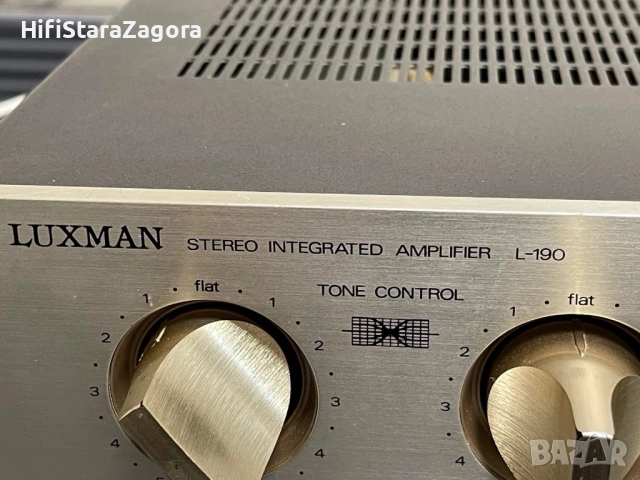 HifiStaraZagora
LUXMAN STEREO INTEGRATED AMPLIFIER L-190
TONE CONTROL
flat
1 1
2 2
3 3
4 4
flat
1
2
3
4
BAZAR